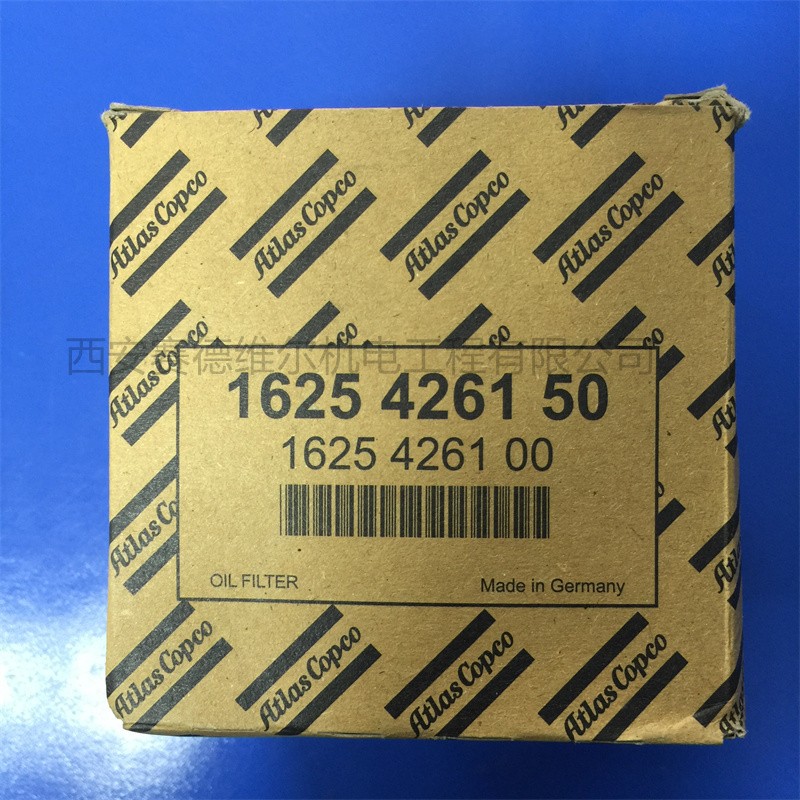 Atlas Copco
Atlas Copco
Atlas Copco
Atlas Copco
Atlas Copco
西安赛德维尔机电工程有限公司
1625 4261 50
1625 4261 00
OIL FILTER
Made in Germany
Atlas Copco
Atlas Copco
Atlas Copco
Atlas Copco
Atlas Copco